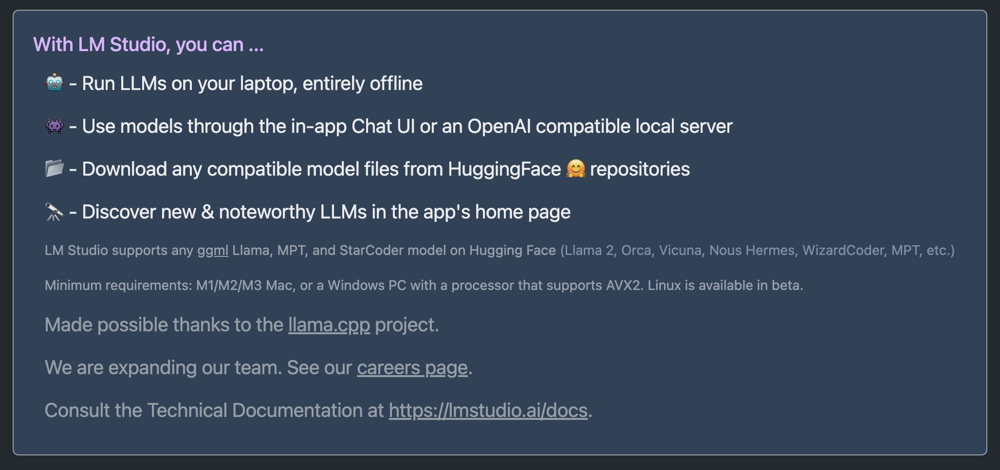 With LM Studio, you can ...
🤖 - Run LLMs on your laptop, entirely offline
👾 - Use models through the in-app Chat UI or an OpenAI compatible local server
📂 - Download any compatible model files from HuggingFace 🤗 repositories
🔭 - Discover new & noteworthy LLMs in the app's home page
LM Studio supports any ggml Llama, MPT, and StarCoder model on Hugging Face (Llama 2, Orca, Vicuna, Nous Hermes, WizardCoder, MPT, etc.)
Minimum requirements: M1/M2/M3 Mac, or a Windows PC with a processor that supports AVX2. Linux is available in beta.
Made possible thanks to the llama.cpp project.
We are expanding our team. See our careers page.
Consult the Technical Documentation at https://lmstudio.ai/docs.